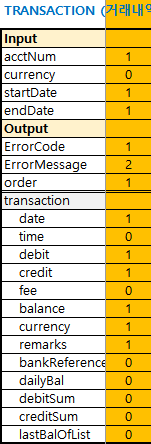 TRANSACTION (거래내역
Input
acctNum 1
currency 0
startDate 1
endDate 1
Output
ErrorCode 1
ErrorMessage 2
order 1
transaction
date 1
time 0
debit 1
credit 1
fee 0
balance 1
currency 1
remarks 1
bankReference 0
dailyBal 0
debitSum 0
creditSum 0
lastBalOfList 0